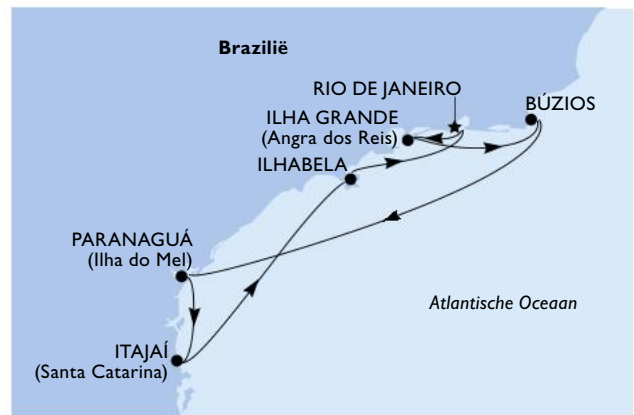 Brazilië
RIO DE JANEIRO
ILHA GRANDE
(Angra dos Reis)
BÚZIOS
ILHABELA
PARANAGUÁ
(Ilha do Mel)
Atlantische Oceaan
ITAJAÍ
(Santa Catarina)